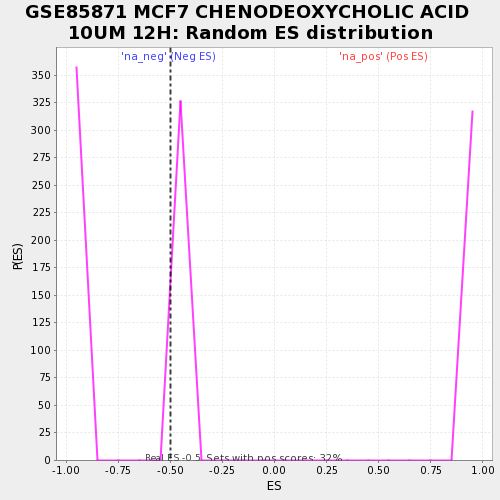 GSE85871 MCF7 CHENODEOXYCHOLIC ACID
10UM 12H: Random ES distribution
'na_neg' (Neg ES)
'na_pos' (Pos ES)
350
325
300
275
250
225
200
175
150
125
100
75
50
25
0
P(ES)
Real ES -0.5 Sets with pos scores: 32%
-1.00 -0.75 -0.50 -0.25 0.00 0.25 0.50 0.75 1.00
ES